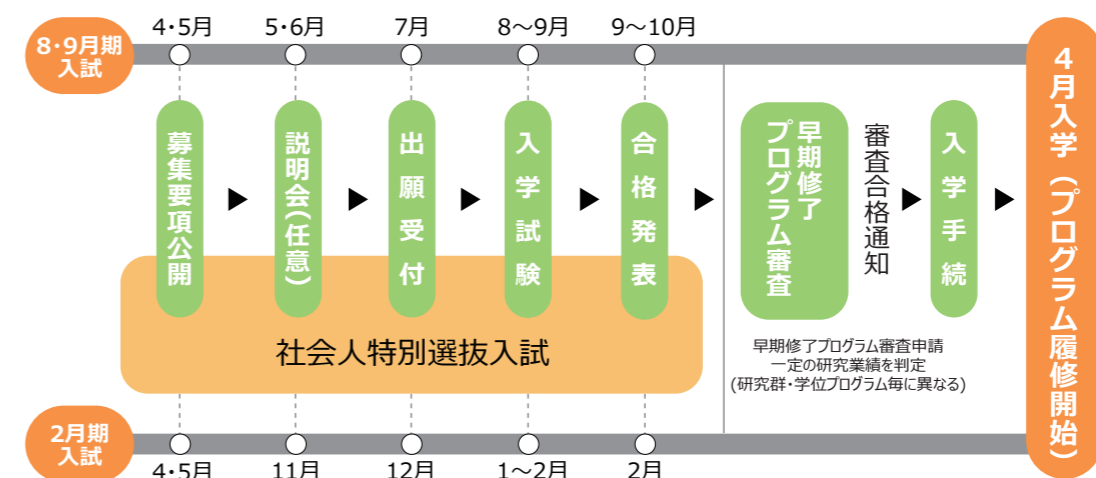 8・9月期
入試
4・5月
5・6月
7月
8～9月
9～10月
募集要項公開
説明会(任意)
出願受付
入学試験
合格発表
早期修了
プログラム審査
審査合格通知
入学手続
4月入学（プログラム履修開始）
社会人特別選抜入試
早期修了プログラム審査申請
一定の研究業績を判定
(研究群・学位プログラム毎に異なる)
2月期
入試
4・5月
11月
12月
1～2月
2月